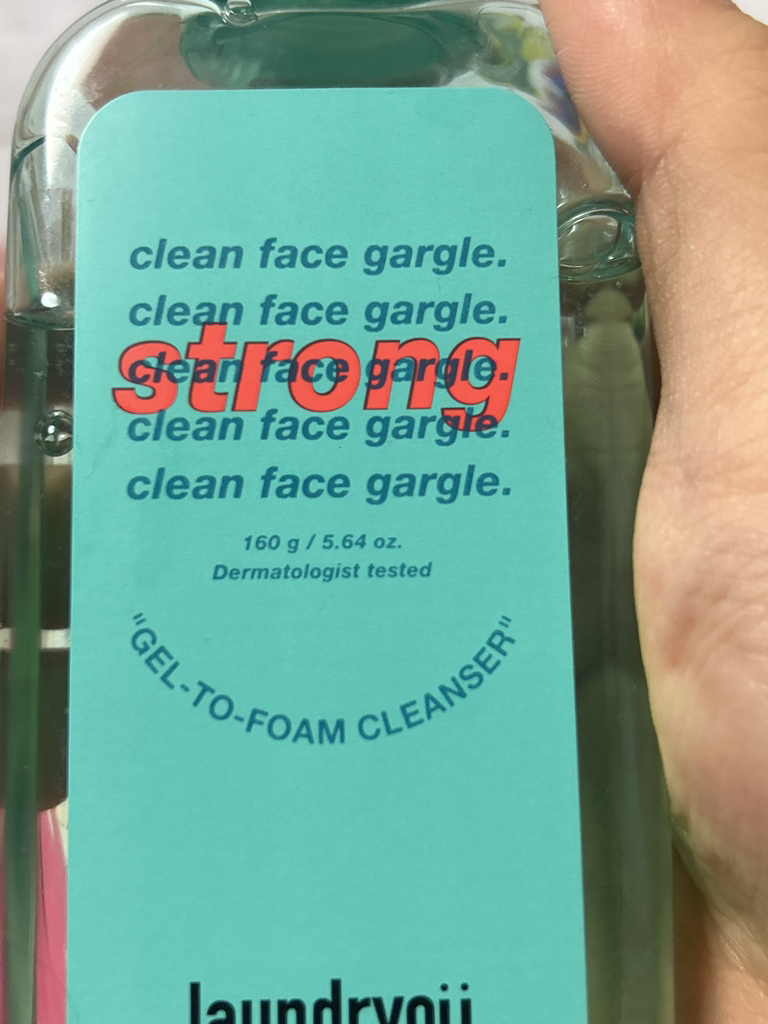 clean face gargle.
clean face gargle.
strong
clean face gargle.
clean face gargle.
clean face gargle.
160 g / 5.64 oz.
Dermatologist tested
"GEL-TO-FOAM CLEANSER"
laundryou